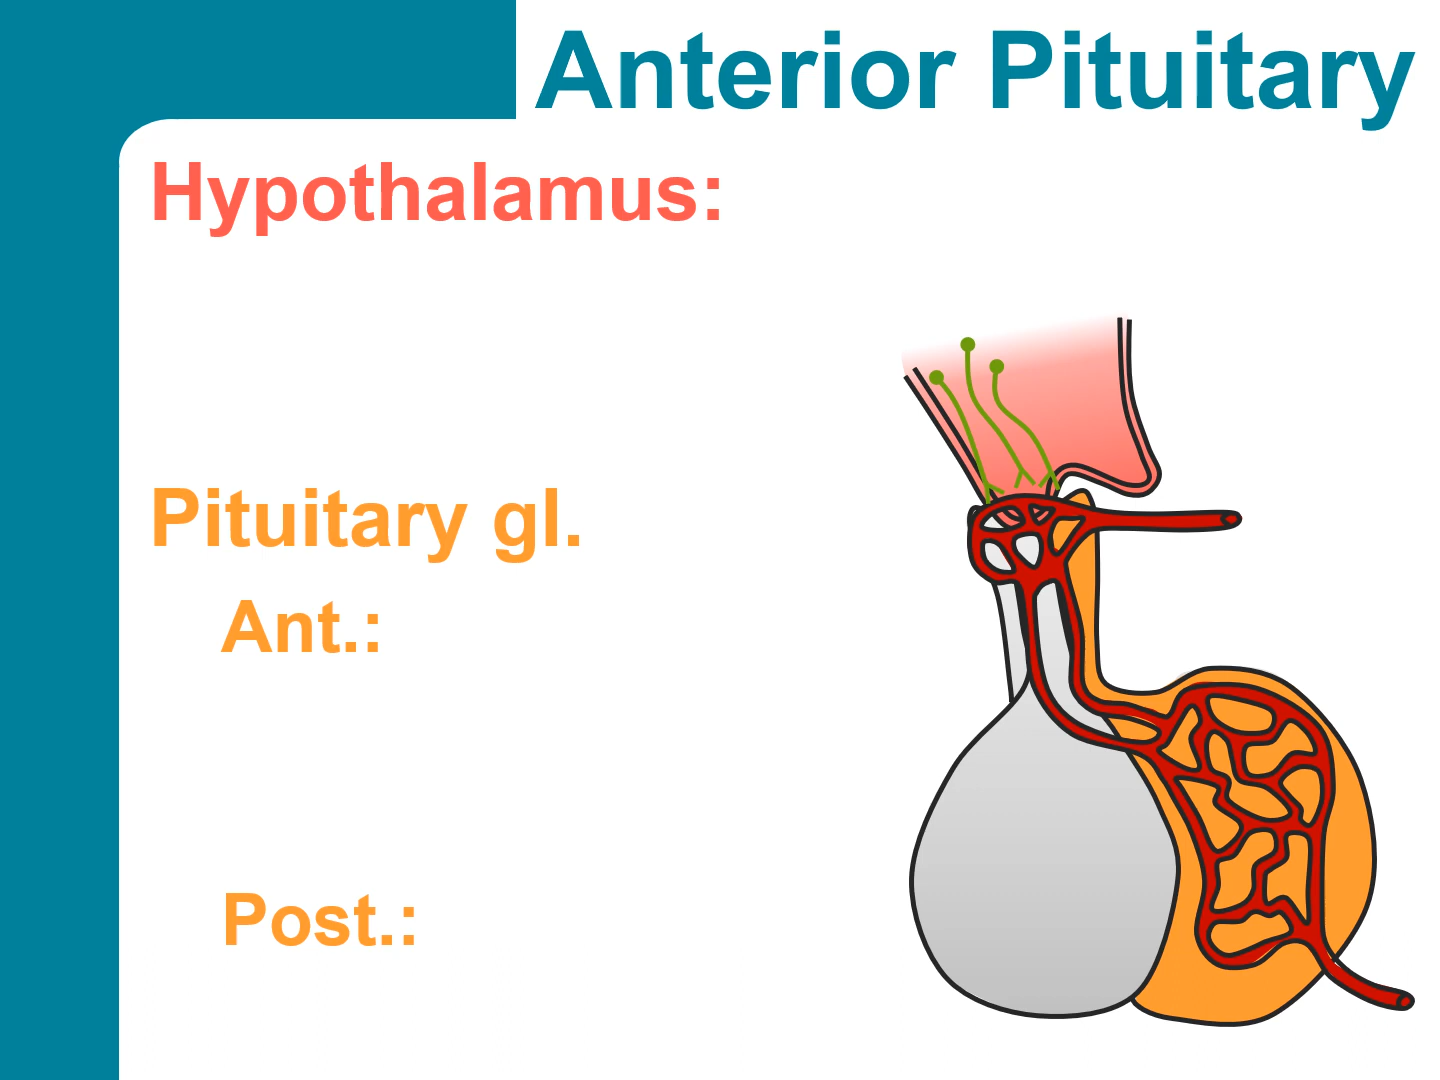 Anterior Pituitary
Hypothalamus:
Pituitary gl.
Ant.:
Post.: